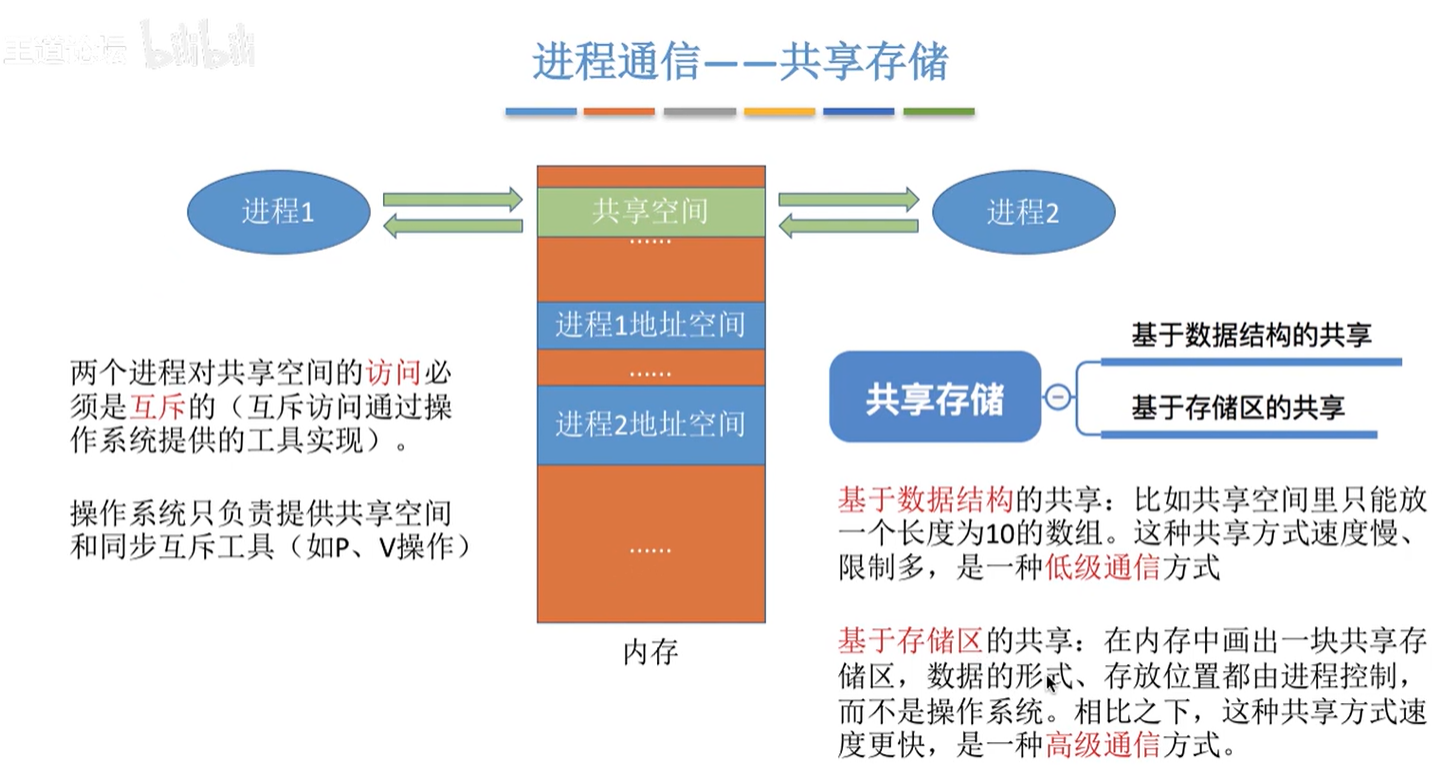 王道论坛 bilibili
进程通信——共享存储
进程1
共享空间
进程2
……
进程1地址空间
……
进程2地址空间
……
内存
两个进程对共享空间的访问必
须是互斥的（互斥访问通过操
作系统提供的工具实现）。
操作系统只负责提供共享空间
和同步互斥工具（如P、V操作）
共享存储
基于数据结构的共享
基于存储区的共享
基于数据结构的共享：比如共享空间里只能放
一个长度为10的数组。这种共享方式速度慢、
限制多，是一种低级通信方式
基于存储区的共享：在内存中画出一块共享存
储区，数据的形式、存放位置都由进程控制，
而不是操作系统。相比之下，这种共享方式速
度更快，是一种高级通信方式。